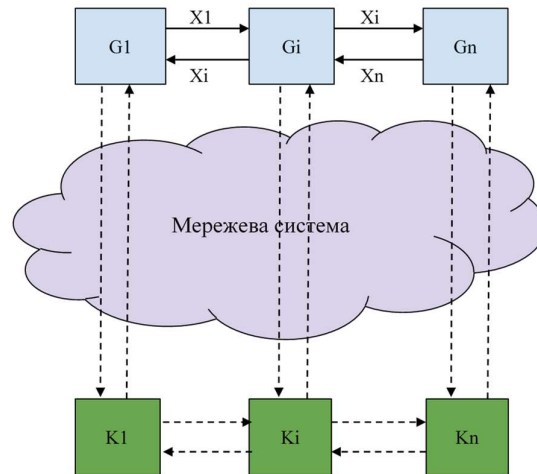 X1
Xi
G1
Gi
Gn
Xi
Xn
Мережева система
K1
Ki
Kn